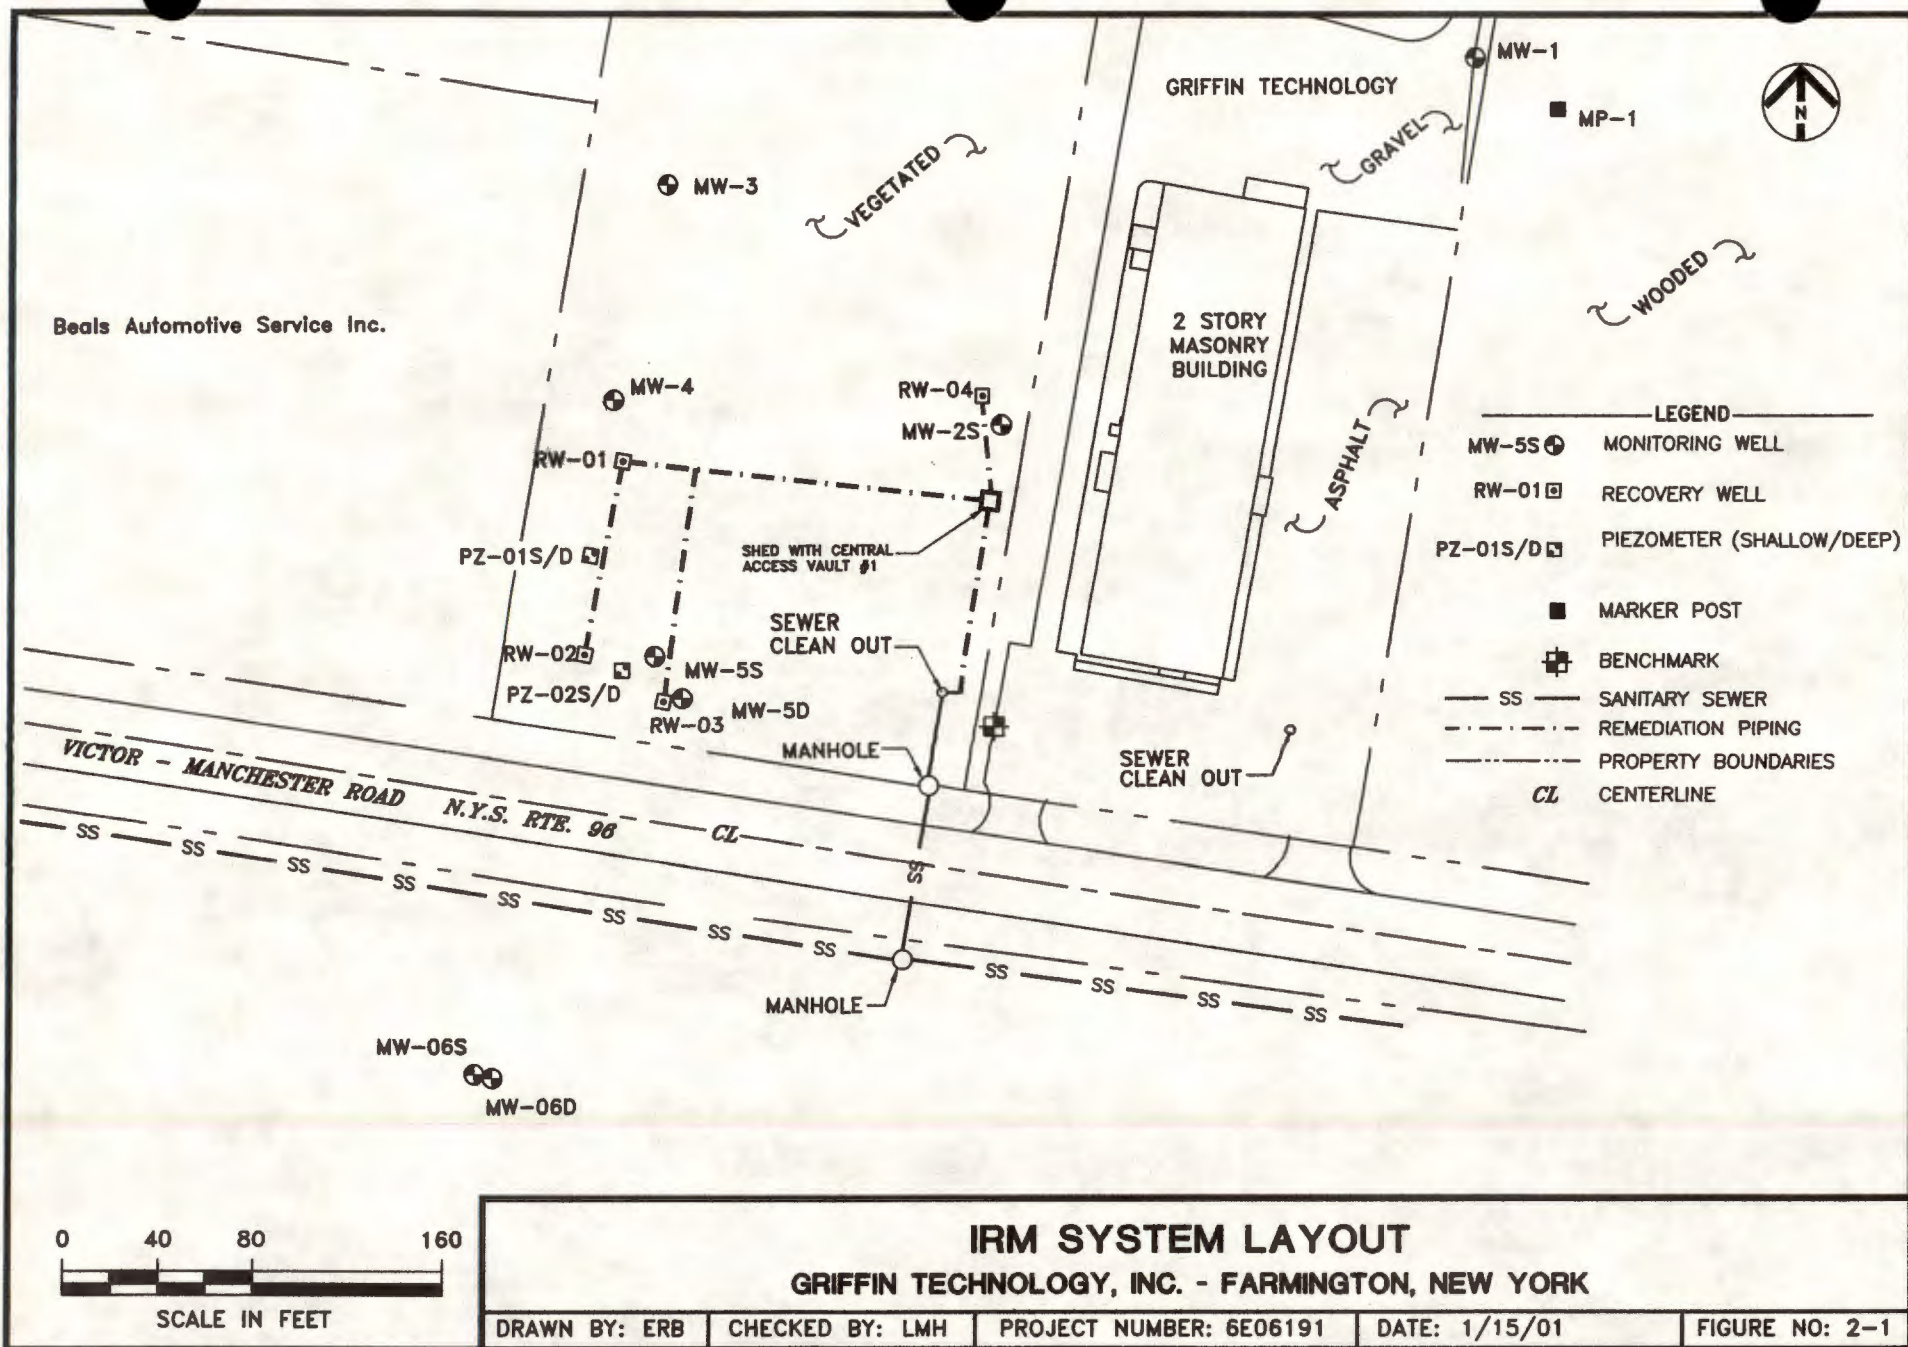 MW-1
GRIFFIN TECHNOLOGY
MP-1
N
GRAVEL
VEGETATED
MW-3
WOODED
Beals Automotive Service Inc.
2 STORY
MASONRY
BUILDING
MW-4
RW-04
MW-2S
RW-01
ASPHALT
SHED WITH CENTRAL
ACCESS VAULT #1
PZ-01S/D
SEWER
CLEAN OUT
RW-02
MW-5S
PZ-02S/D
MW-5D
RW-03
MANHOLE
SEWER
CLEAN OUT
LEGEND
MW-5S MONITORING WELL
RW-01 RECOVERY WELL
PZ-01S/D PIEZOMETER (SHALLOW/DEEP)
MARKER POST
BENCHMARK
SS SANITARY SEWER
REMEDIATION PIPING
PROPERTY BOUNDARIES
CL CENTERLINE
VICTOR - MANCHESTER ROAD N.Y.S. RTE. 96 CL
SS
SS SS SS SS SS SS SS SS SS SS SS SS
MANHOLE
MW-06S
MW-06D
0 40 80 160
SCALE IN FEET
IRM SYSTEM LAYOUT
GRIFFIN TECHNOLOGY, INC. - FARMINGTON, NEW YORK
DRAWN BY: ERB CHECKED BY: LMH PROJECT NUMBER: 6E06191 DATE: 1/15/01 FIGURE NO: 2-1